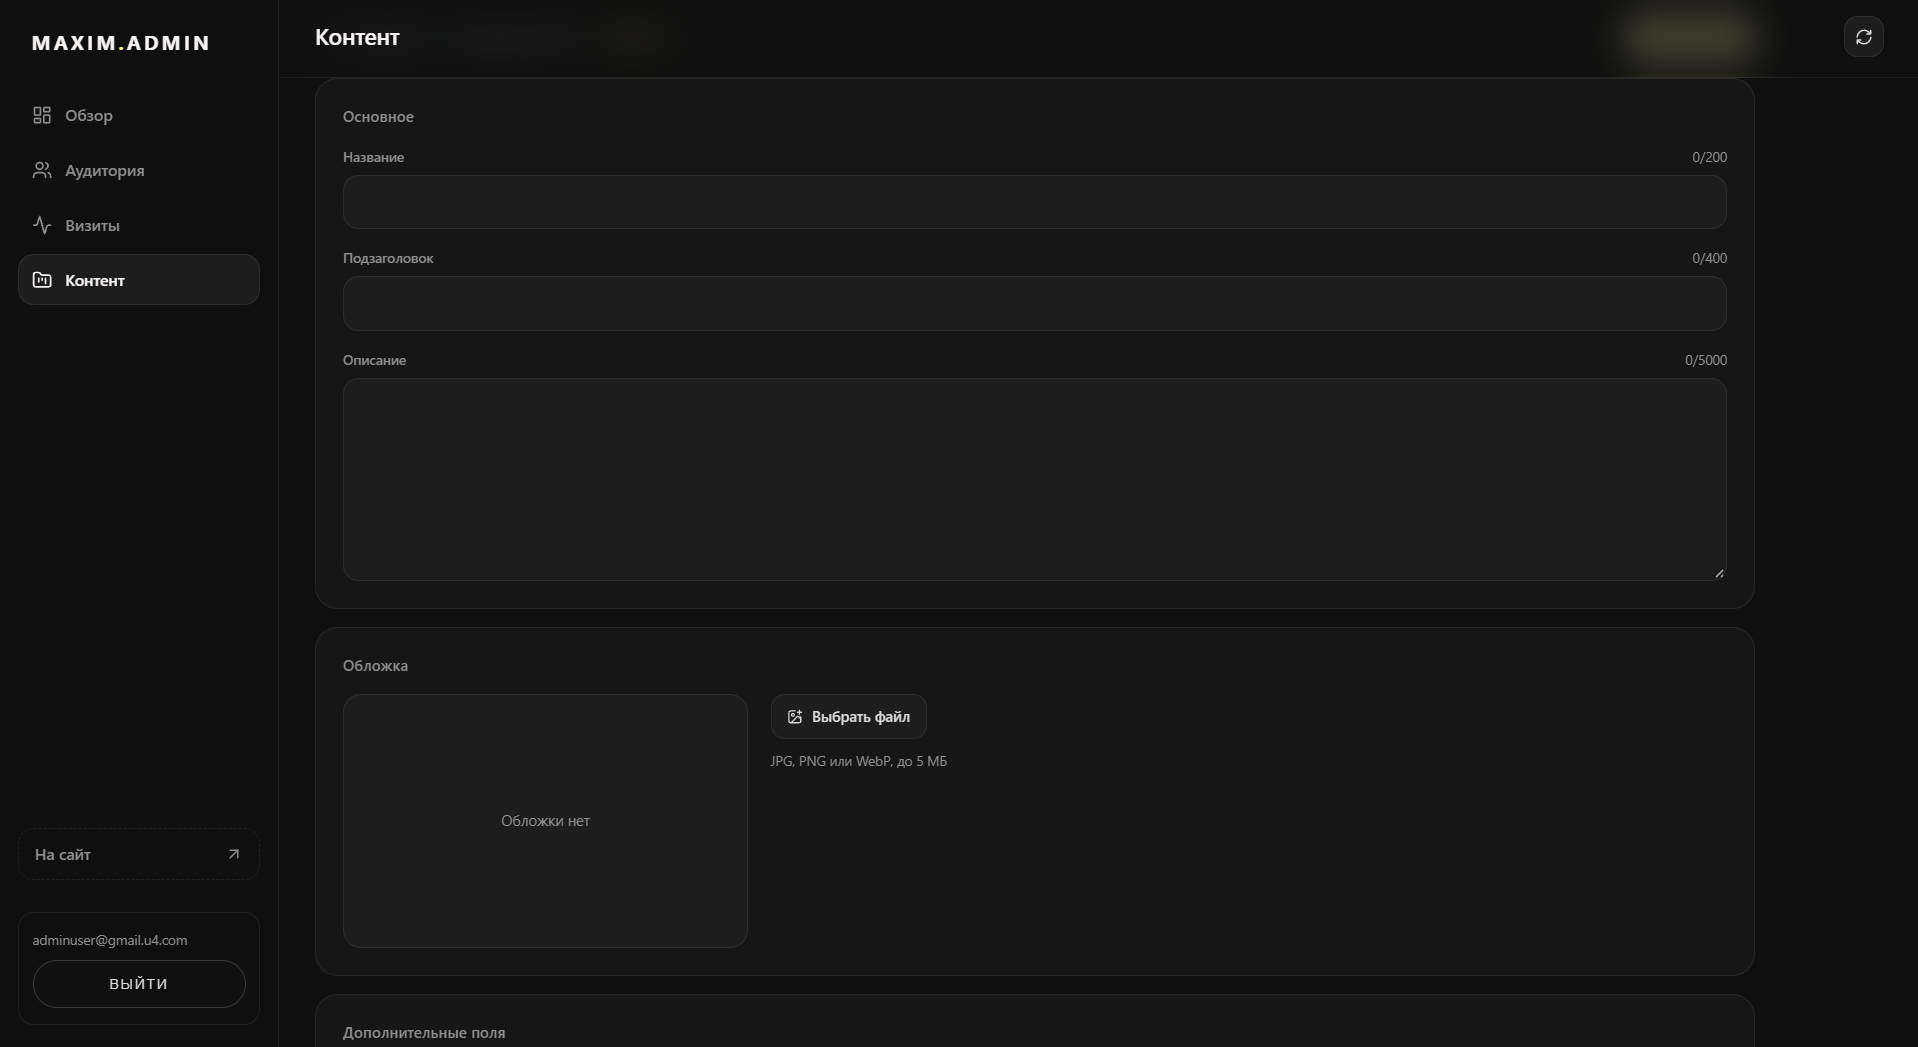 MAXIM.ADMIN
Обзор
Аудитория
Визиты
Контент
На сайт
adminuser@gmail.u4.com
ВЫЙТИ
Контент
Основное
Название 0/200
Подзаголовок 0/400
Описание 0/5000
Обложка
Обложки нет
Выбрать файл
JPG, PNG или WebP, до 5 МБ
Дополнительные поля